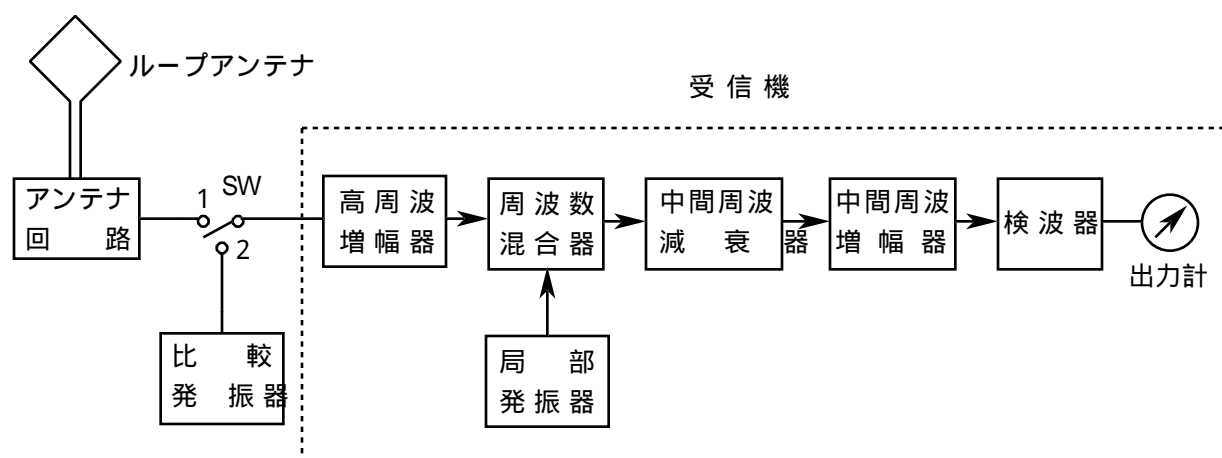 ループアンテナ
受信機
アンテナ
回路
1
SW
2
高周波
増幅器
周波数
混合器
中間周波
減衰器
中間周波
増幅器
検波器
出力計
比較
発振器
局部
発振器